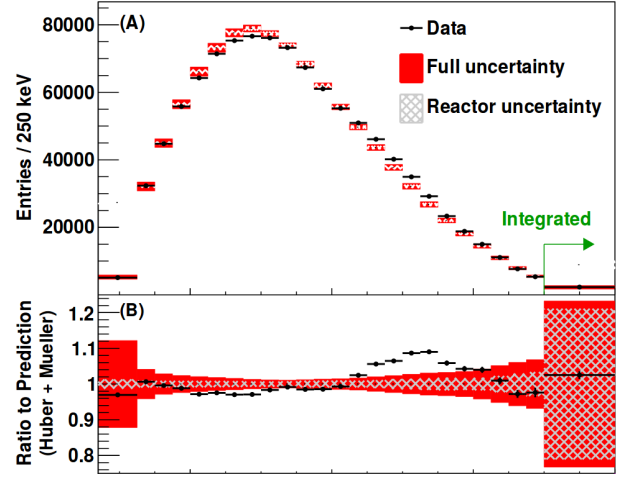 (A)
Data
Full uncertainty
Reactor uncertainty
Integrated
80000
60000
40000
20000
Entries / 250 keV
(B)
1.2
1.1
1
0.9
0.8
Ratio to Prediction
(Huber + Mueller)